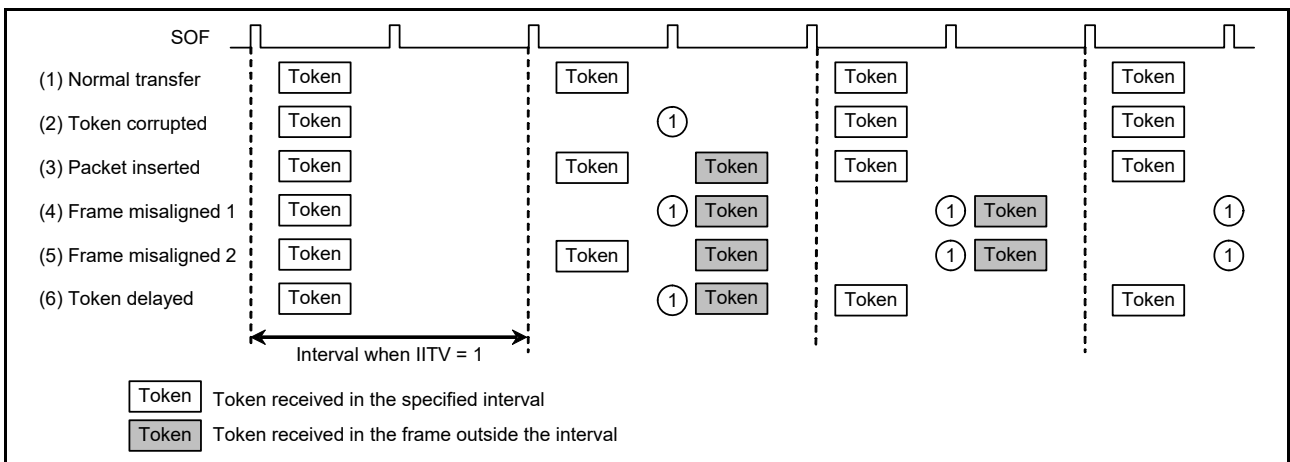 SOF
(1) Normal transfer Token Token Token Token
(2) Token corrupted Token 1 Token Token
(3) Packet inserted Token Token Token Token Token
(4) Frame misaligned 1 Token 1 Token 1 Token 1
(5) Frame misaligned 2 Token Token Token 1 Token 1
(6) Token delayed Token 1 Token Token Token
Interval when IITV = 1
Token Token received in the specified interval
Token Token received in the frame outside the interval